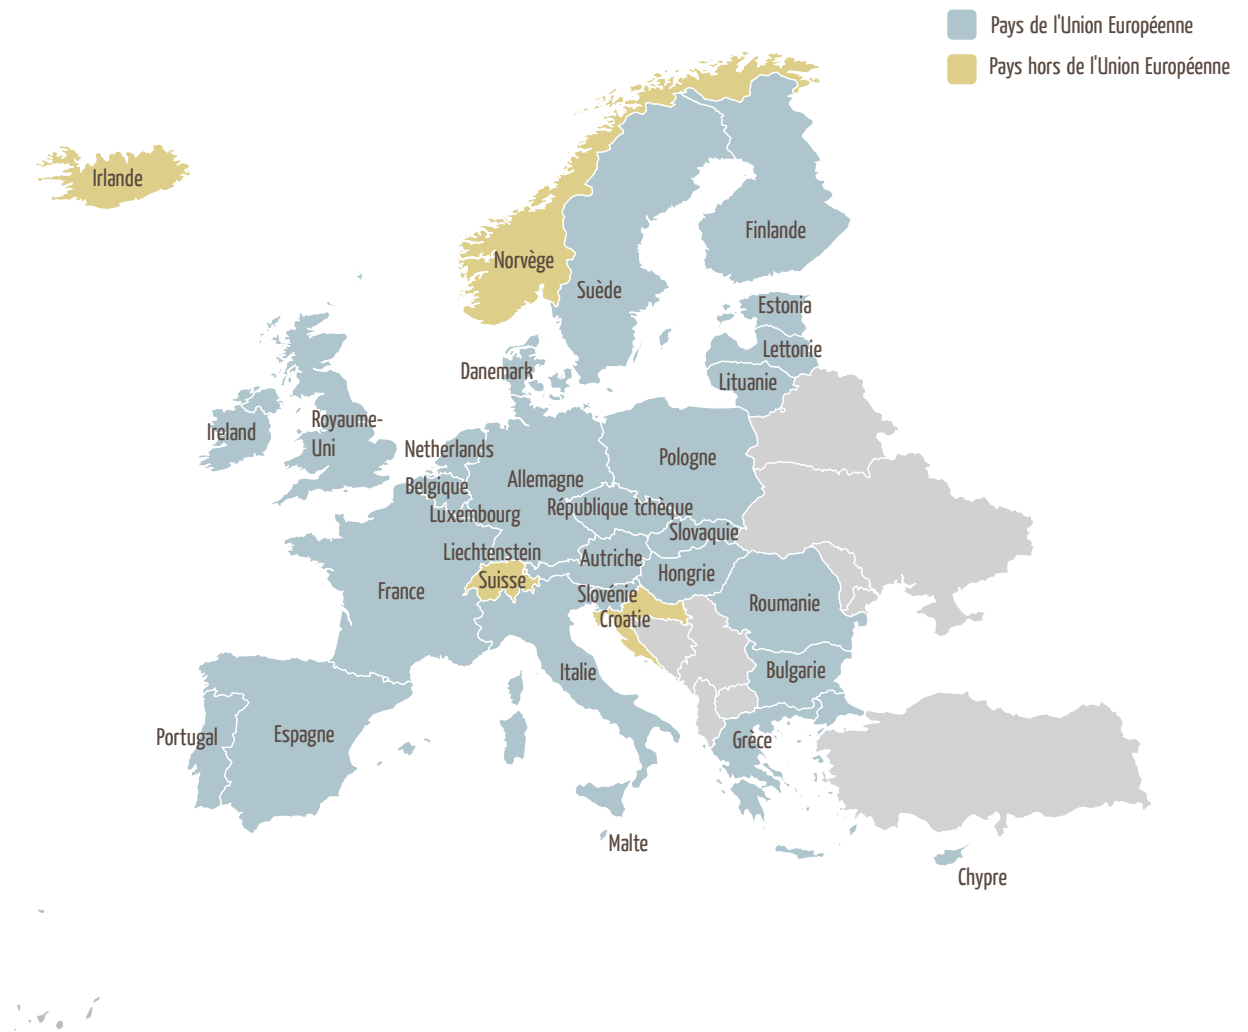 Pays de l'Union Européenne
Pays hors de l'Union Européenne
Irlande
Norvège
Finlande
Suède
Estonia
Lettonie
Danemark
Lituanie
Ireland
Royaume-
Uni
Netherlands
Pologne
Belgique
Allemagne
République tchèque
Luxembourg
Slovaquie
Liechtenstein
Autriche
Suisse
Hongrie
France
Slovénie
Roumanie
Croatie
Italie
Bulgarie
Portugal
Espagne
Grèce
Malte
Chypre